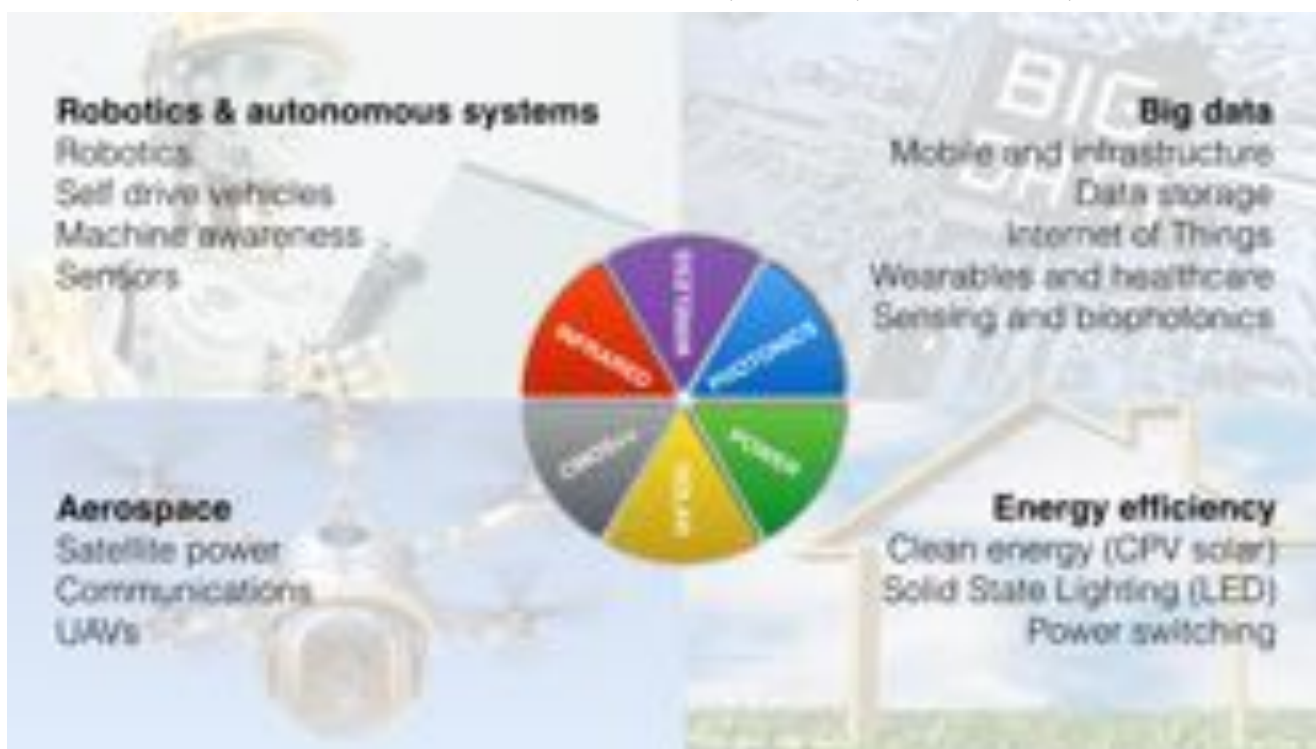 Robotics & autonomous systems
Robotics
Self drive vehicles
Machine awareness
Sensors
Big data
Mobile and infrastructure
Data storage
Internet of Things
Wearables and healthcare
Sensing and biophotonics
BIG
INFRARED
PHOTONICS
CMOS++
POWER
Aerospace
Satellite power
Communications
UAVs
Energy efficiency
Clean energy (CPV solar)
Solid State Lighting (LED)
Power switching